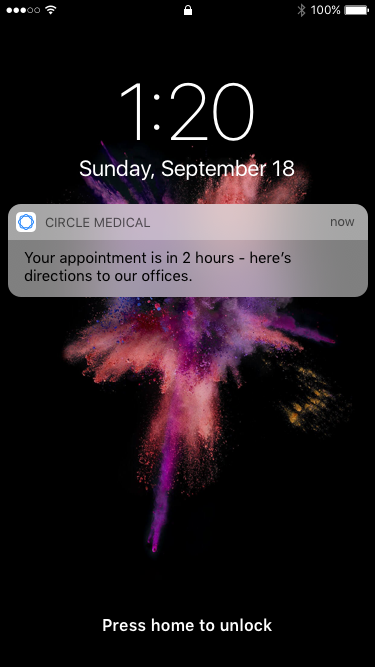 100%
1:20
Sunday, September 18
CIRCLE MEDICAL now
Your appointment is in 2 hours - here's
directions to our offices.
Press home to unlock